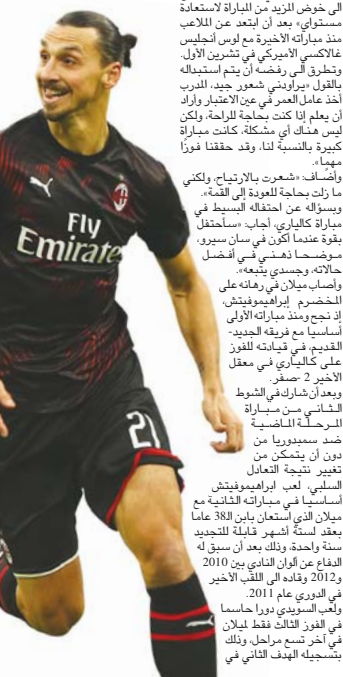 الى خوض المزيد من المباراة لاستعادة
مستواي» بعد أن ابتعد عن الملاعب
منذ مباراته الأخيرة مع لوس أنجليس
غالاكسي الأميركي في تشرين الأول.
وتطرق الى رفضه أن يتم استبداله
بالقول «يراودني شعور جيد، المدرب
أخذ عامل العمر في عين الاعتبار وأراد
أن يعلم إذا كنت بحاجة للراحة، ولكن
ليس هناك أي مشكلة، كانت مباراة
كبيرة بالنسبة لنا، وقد حققنا فوزًا
مهما».
وأضاف: «شعرت بالارتياح، ولكني
ما زلت بحاجة للعودة إلى القمة».
وبسؤاله عن احتفاله البسيط في
مباراة كالياري، أجاب: «سأحتفل
بقوة عندما أكون في سان سيرو،
موضحا ذهني في أفضل
حالاته، وجسدي يتبعه».
وأصاب ميلان في رهانه على
المخضرم إبراهيموفيتش،
إذ نجح ومنذ مباراته الأولى
أساسيا مع فريقه الجديد-
القديم، في قيادته للفوز
على كالياري في معقل
الأخير 2 -صفر.
وبعد أن شارك في الشوط
الثاني من مباراة
المرحلة الماضية
ضد سمبدوريا من
دون أن يتمكن من
تغيير نتيجة التعادل
السلبي، لعب ابراهيموفيتش
أساسيا في مباراته الثانية مع
ميلان الذي استعان بابن الـ38 عاما
بعقد لستة أشهر قابلة للتجديد
سنة واحدة، وذلك بعد أن سبق له
الدفاع عن ألوان النادي بين 2010
و2012 وقاده الى اللقب الأخير
في الدوري عام 2011.
ولعب السويدي دورا حاسما
في الفوز الثالث فقط لميلان
في آخر تسع مراحل، وذلك
بتسجيله الهدف الثاني في
Fly
Emirates
21